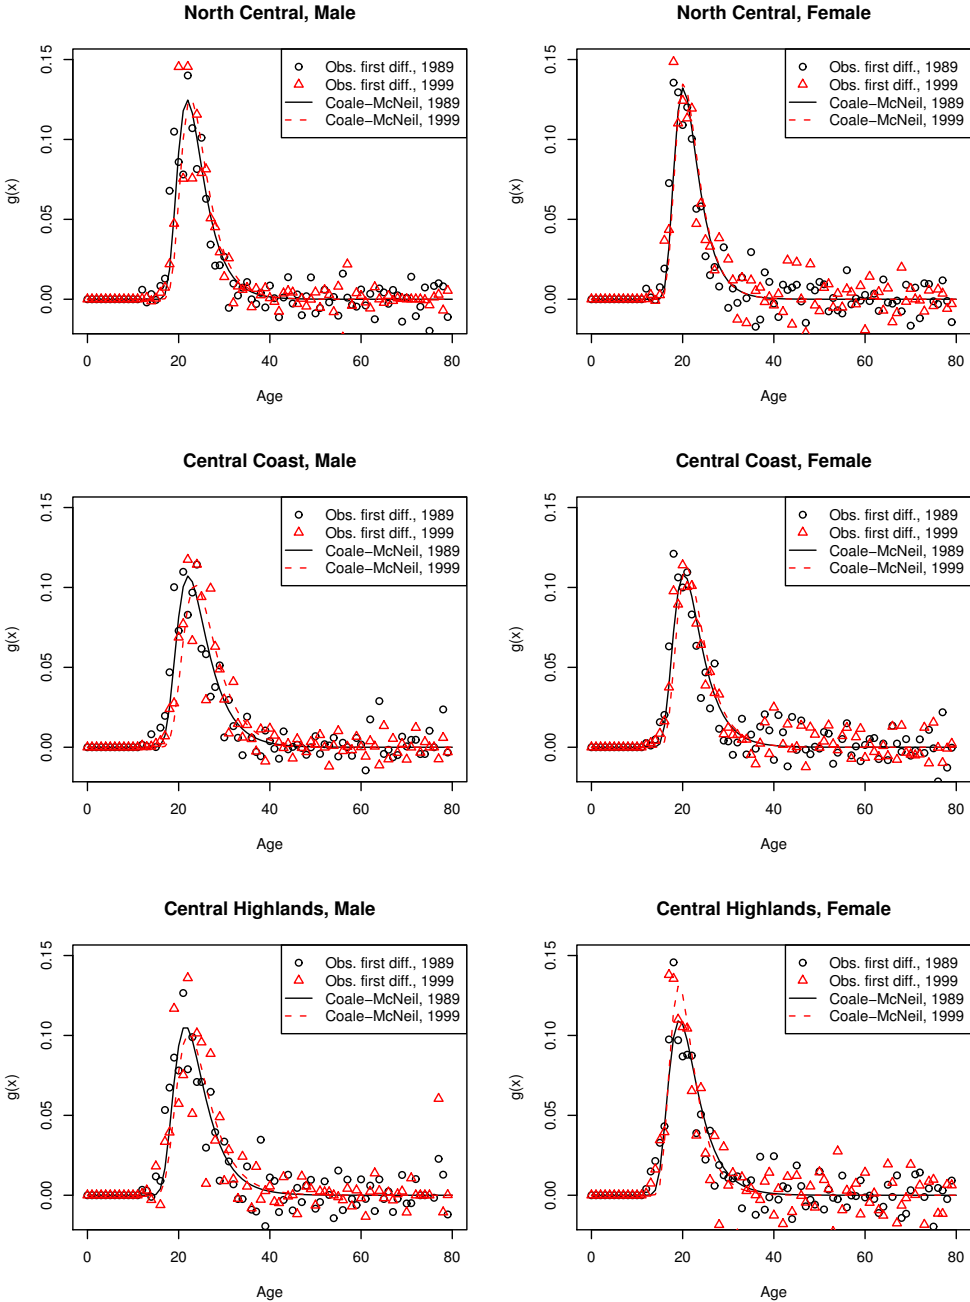 North Central, Male
g(x)
0.15
0.10
0.05
0.00
Obs. first diff., 1989
Obs. first diff., 1999
Coale−McNeil, 1989
Coale−McNeil, 1999
0 20 40 60 80
Age
North Central, Female
g(x)
0.15
0.10
0.05
0.00
Obs. first diff., 1989
Obs. first diff., 1999
Coale−McNeil, 1989
Coale−McNeil, 1999
0 20 40 60 80
Age
Central Coast, Male
g(x)
0.15
0.10
0.05
0.00
Obs. first diff., 1989
Obs. first diff., 1999
Coale−McNeil, 1989
Coale−McNeil, 1999
0 20 40 60 80
Age
Central Coast, Female
g(x)
0.15
0.10
0.05
0.00
Obs. first diff., 1989
Obs. first diff., 1999
Coale−McNeil, 1989
Coale−McNeil, 1999
0 20 40 60 80
Age
Central Highlands, Male
g(x)
0.15
0.10
0.05
0.00
Obs. first diff., 1989
Obs. first diff., 1999
Coale−McNeil, 1989
Coale−McNeil, 1999
0 20 40 60 80
Age
Central Highlands, Female
g(x)
0.15
0.10
0.05
0.00
Obs. first diff., 1989
Obs. first diff., 1999
Coale−McNeil, 1989
Coale−McNeil, 1999
0 20 40 60 80
Age